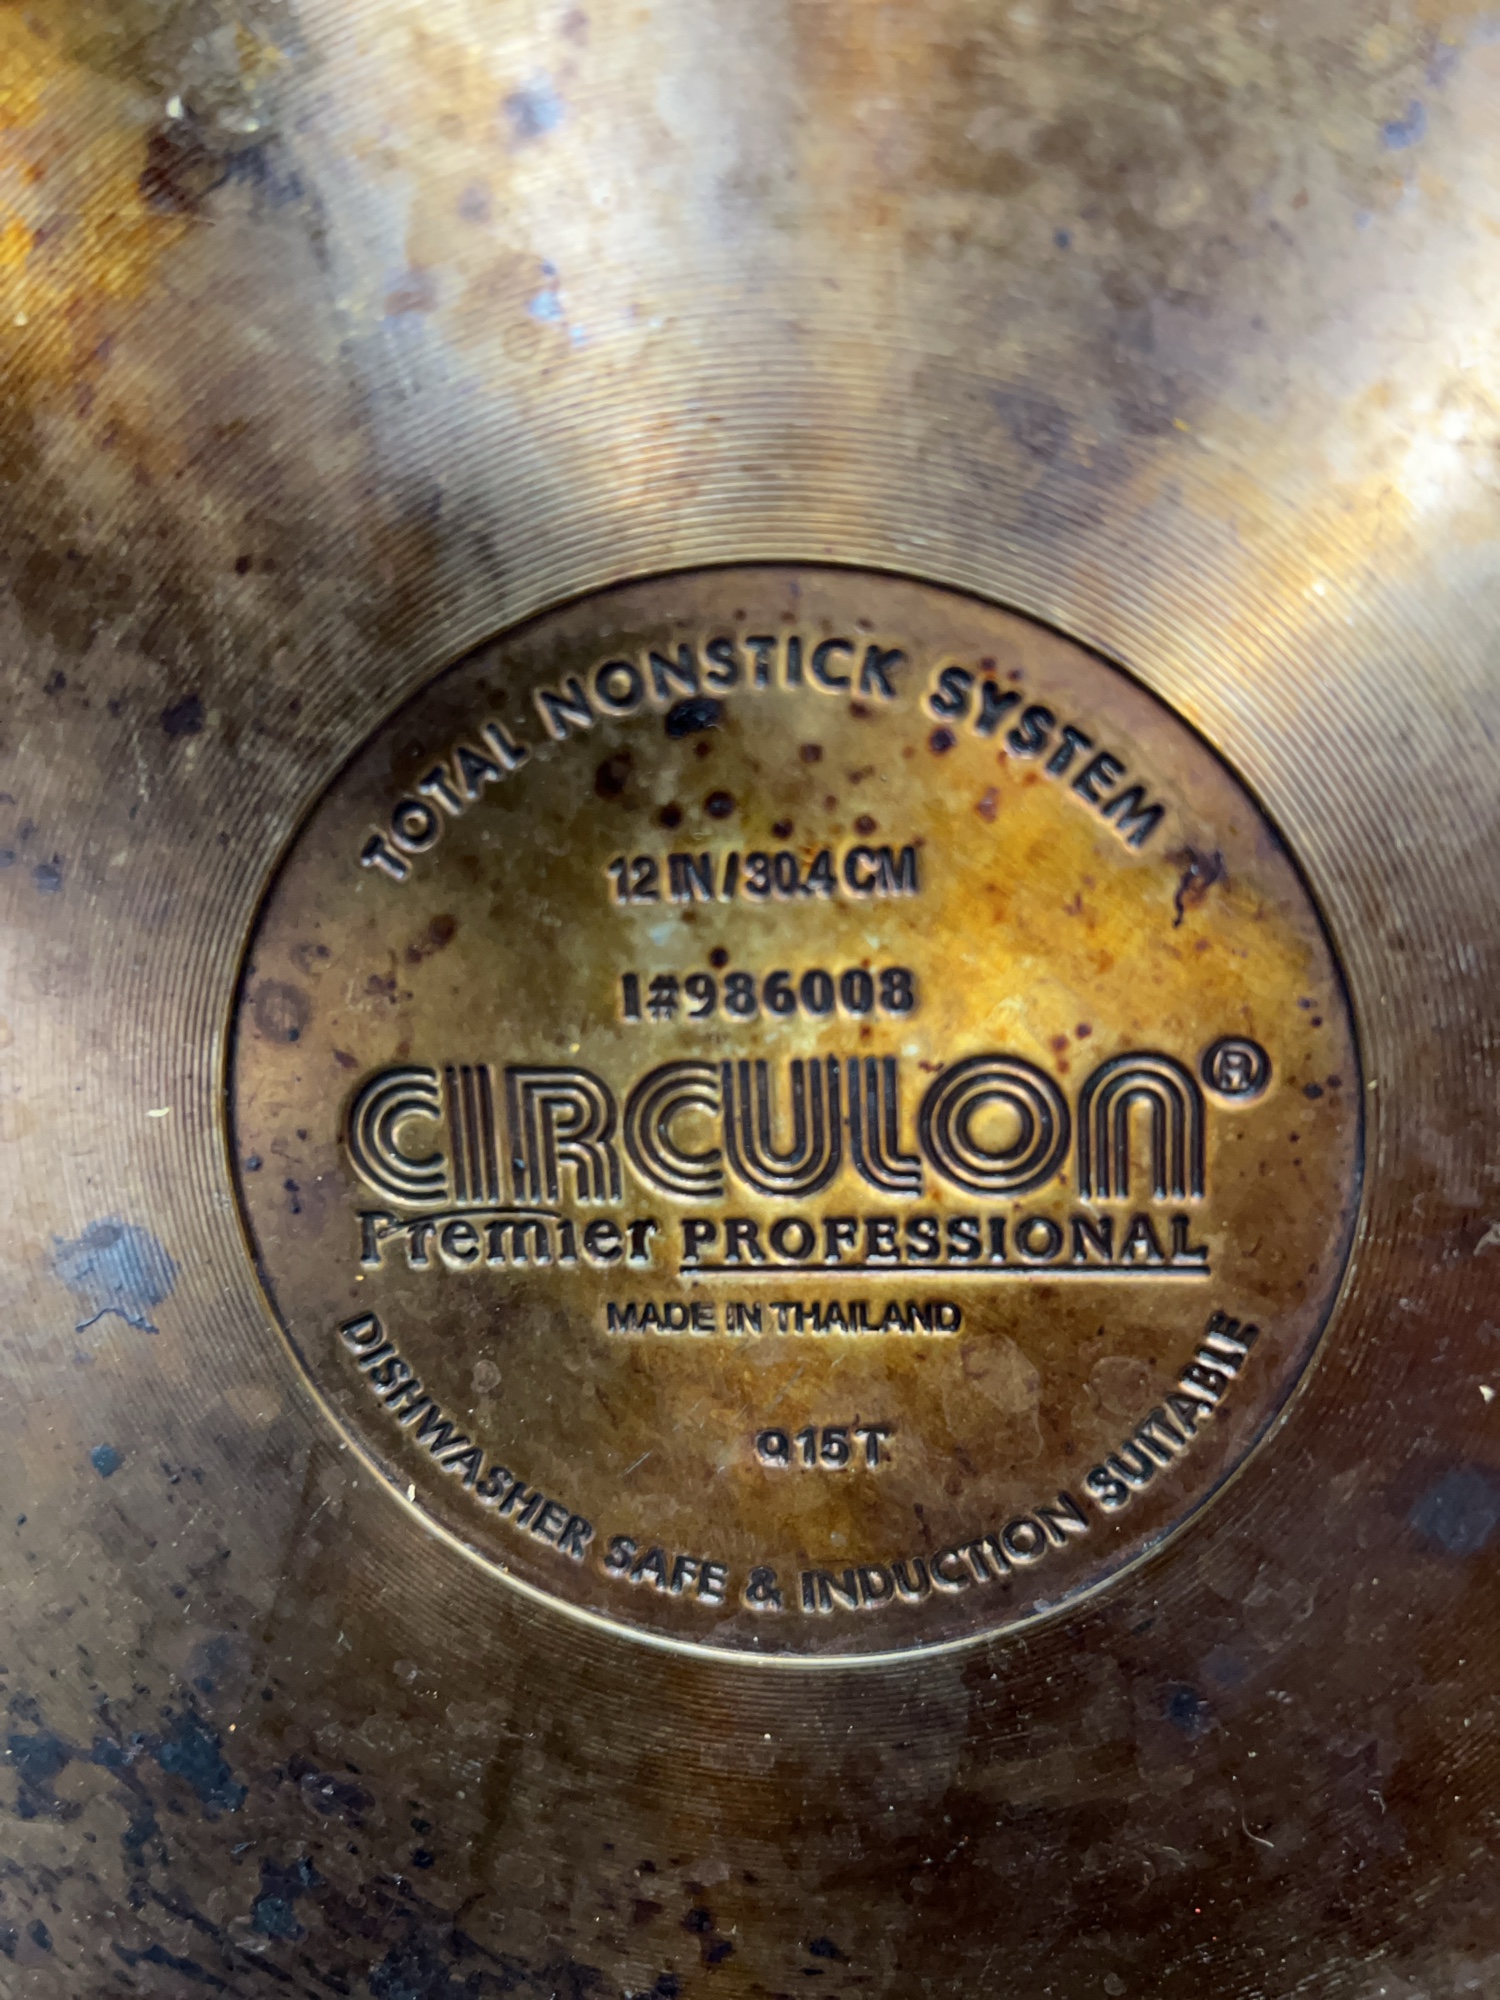 TOTAL NONSTICK SYSTEM
12 IN / 30.4 CM
I#986008
CIRCULON®
Premier PROFESSIONAL
MADE IN THAILAND
Q15T
DISHWASHER SAFE & INDUCTION SUITABLE